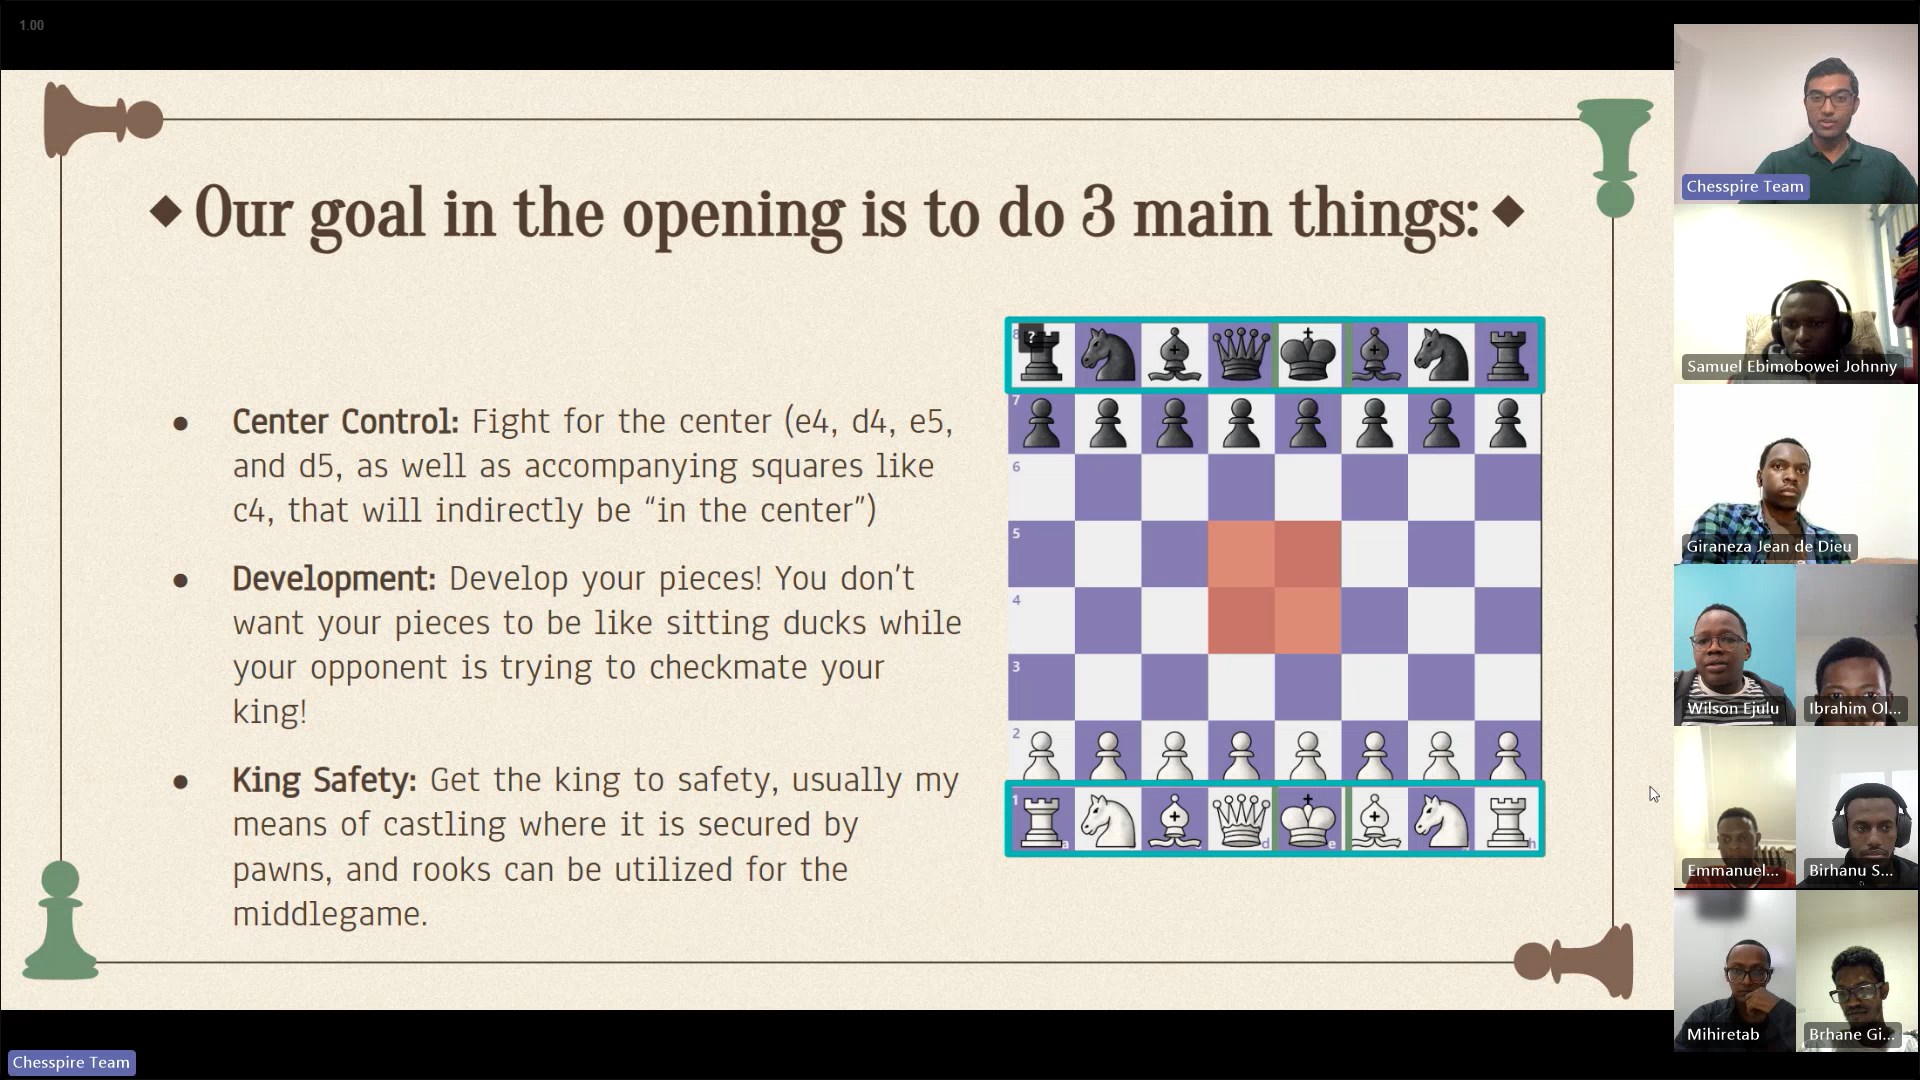 1.00
Our goal in the opening is to do 3 main things:
Center Control: Fight for the center (e4, d4, e5,
and d5, as well as accompanying squares like
c4, that will indirectly be “in the center”)
Development: Develop your pieces! You don't
want your pieces to be like sitting ducks while
your opponent is trying to checkmate your
king!
King Safety: Get the king to safety, usually my
means of castling where it is secured by
pawns, and rooks can be utilized for the
middlegame.
8
?
7
6
5
4
3
2
1
a
d
e
h
Chesspire Team
Samuel Ebimobowei Johnny
Giraneza Jean de Dieu
Wilson Ejulu
Ibrahim Ol...
Emmanuel...
Birhanu S...
Mihiretab
Brhane Gi...
Chesspire Team